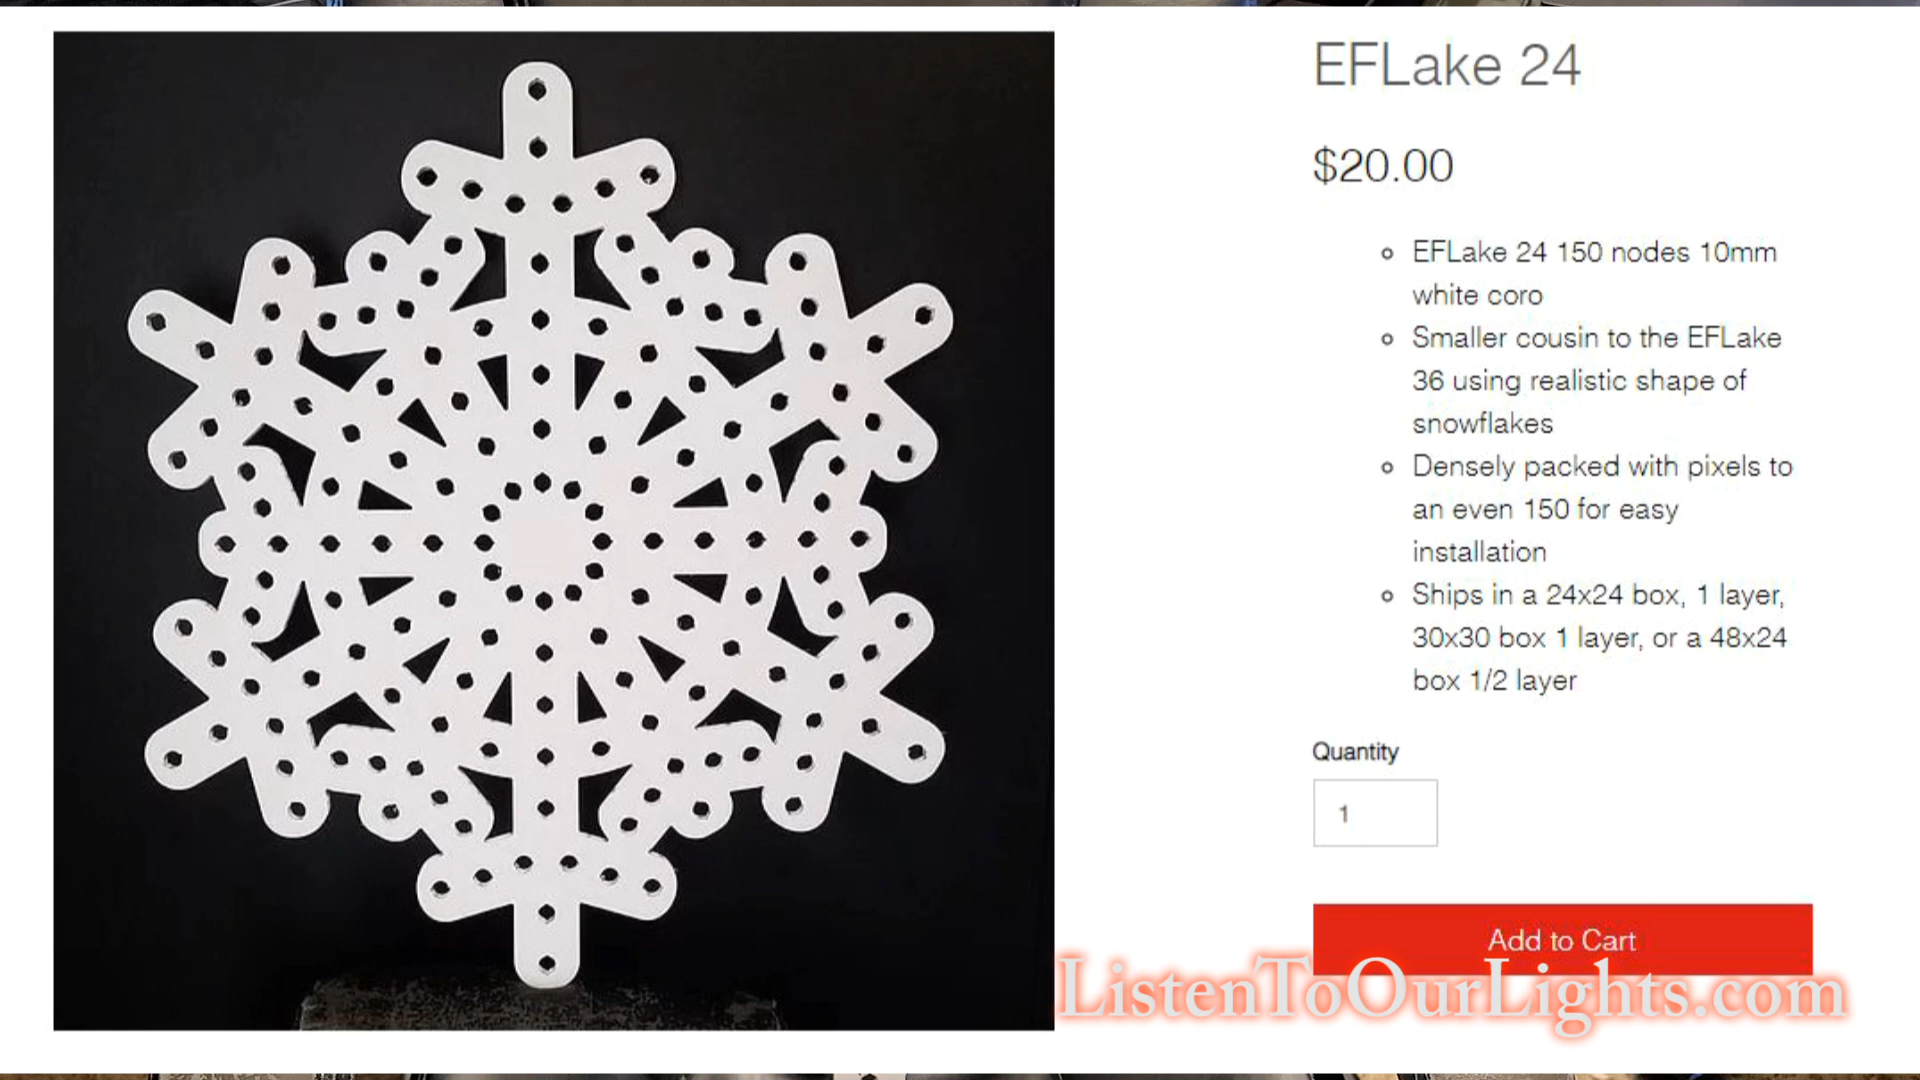 EFLake 24
$20.00
EFLake 24 150 nodes 10mm
white coro
Smaller cousin to the EFLake
36 using realistic shape of
snowflakes
Densely packed with pixels to
an even 150 for easy
installation
Ships in a 24x24 box, 1 layer,
30x30 box 1 layer, or a 48x24
box 1/2 layer
Quantity
1
Add to Cart
ListenToOurLights.com